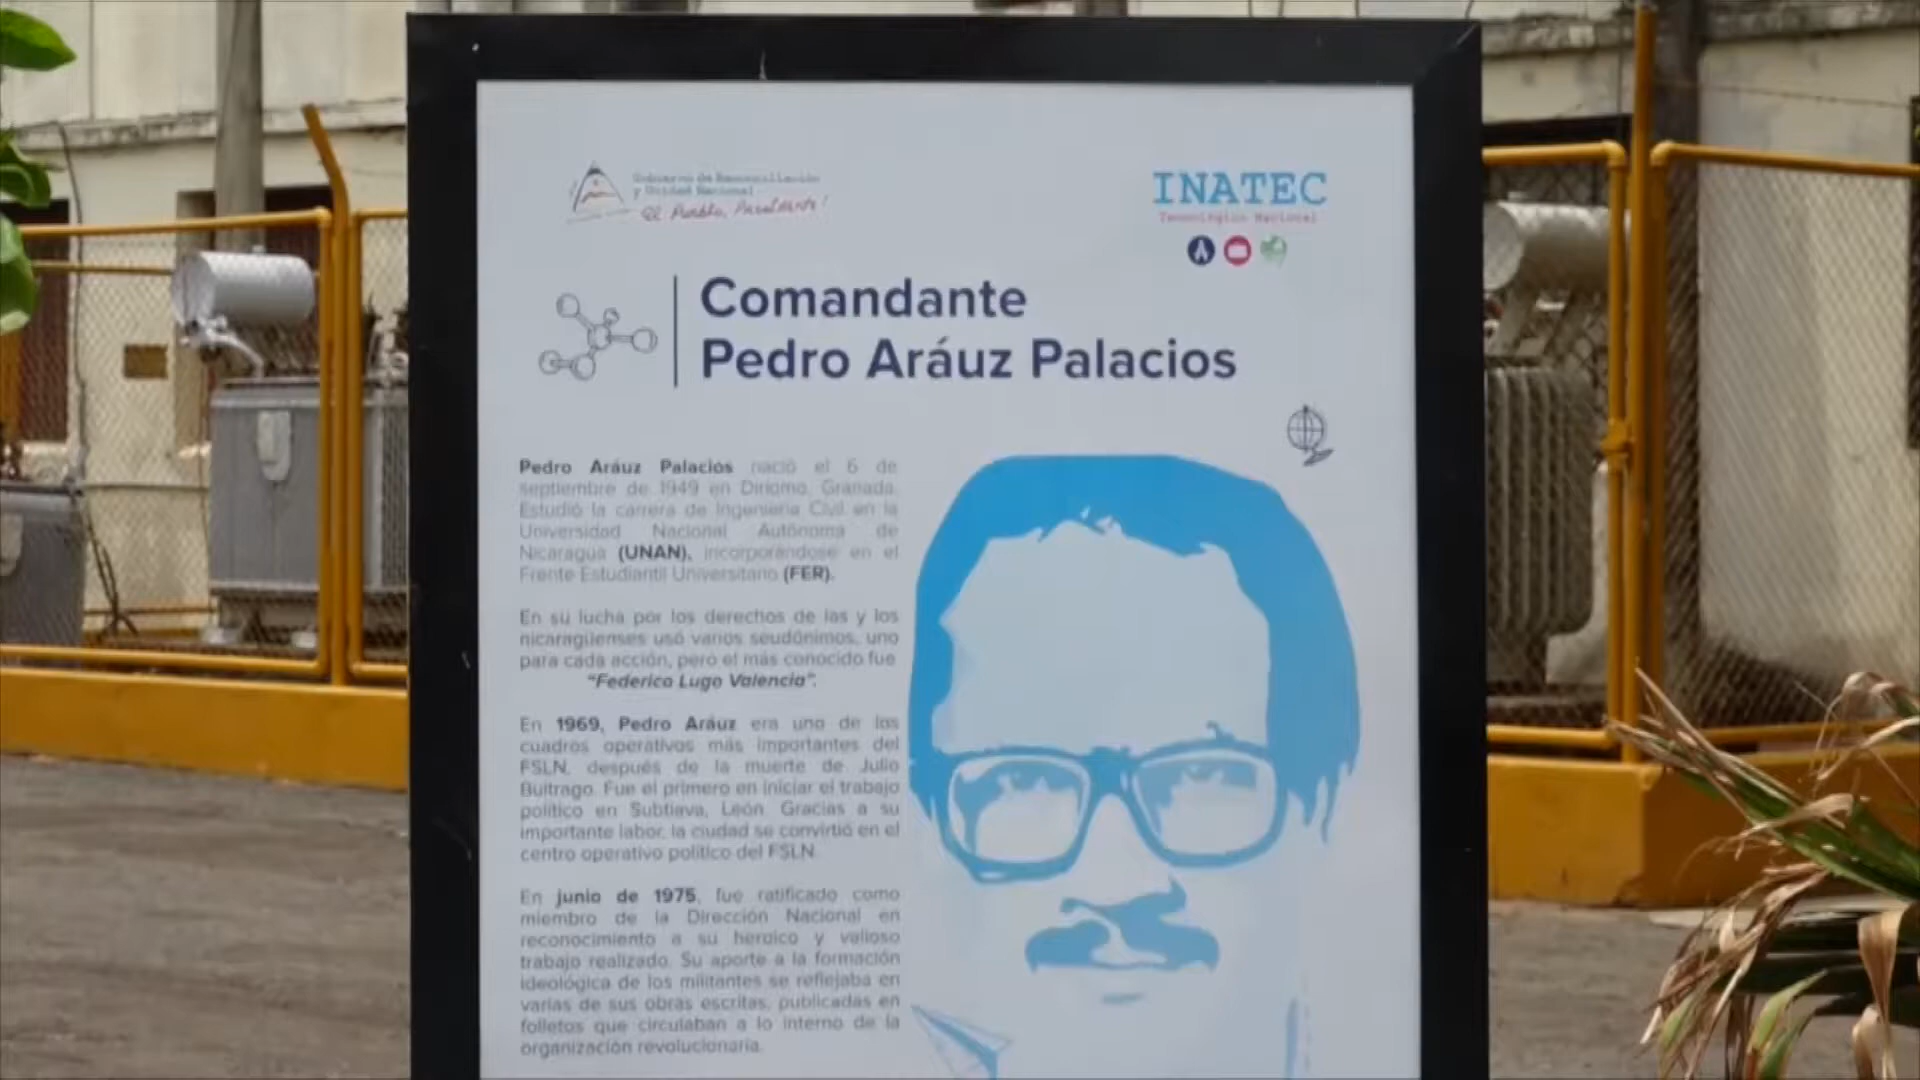 Gobierno de Reconciliación
y Unidad Nacional
El Pueblo, Presidente!
INATEC
Tecnológico Nacional
Comandante
Pedro Aráuz Palacios
Pedro Aráuz Palacios nació el 6 de
septiembre de 1949 en Diriomo, Granada.
Estudió la carrera de Ingeniería Civil en la
Universidad Nacional Autónoma de
Nicaragua (UNAN), incorporándose en el
Frente Estudiantil Universitario (FER).
En su lucha por los derechos de las y los
nicaragüenses usó varios seudónimos, uno
para cada acción, pero el más conocido fue
"Federico Lugo Valencia".
En 1969, Pedro Aráuz era uno de los
cuadros operativos más importantes del
FSLN, después de la muerte de Julio
Buitrago. Fue el primero en iniciar el trabajo
político en Subtiava, León. Gracias a su
importante labor, la ciudad se convirtió en el
centro operativo político del FSLN.
En junio de 1975, fue ratificado como
miembro de la Dirección Nacional en
reconocimiento a su heroico y valioso
trabajo realizado. Su aporte a la formación
ideológica de los militantes se reflejaba en
varias de sus obras escritas, publicadas en
folletos que circulaban a lo interno de la
organización revolucionaria.